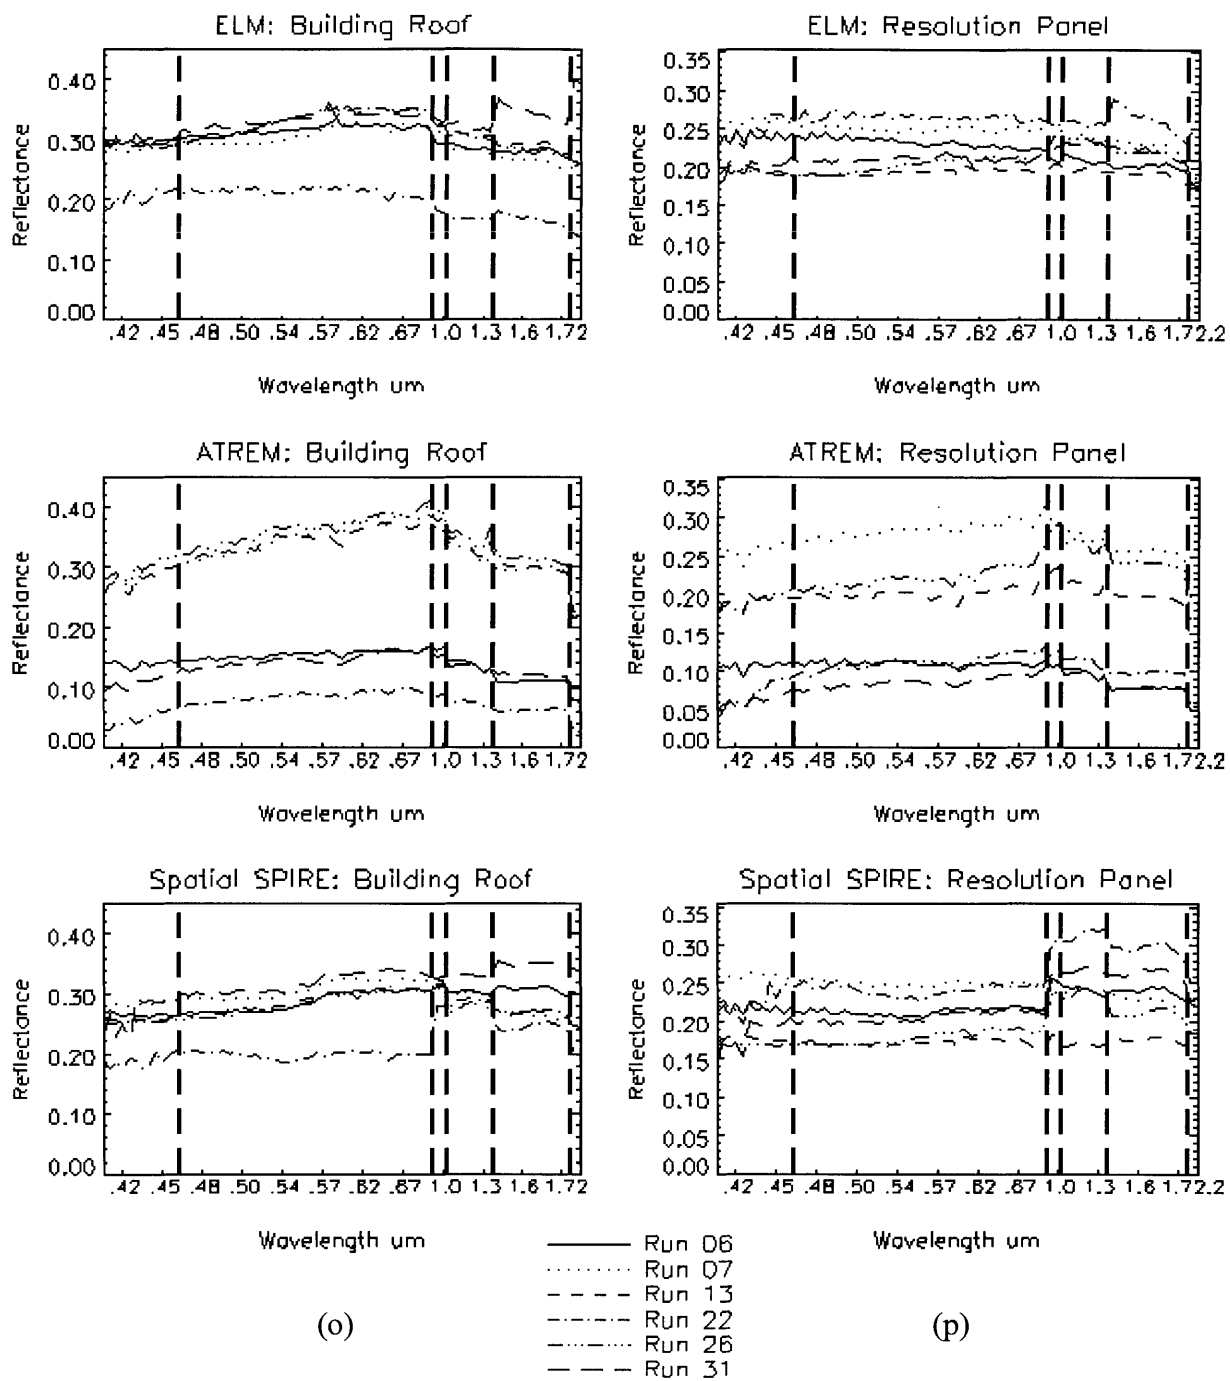 ELM: Building Roof
ELM: Resolution Panel
Reflectance
0.40
0.30
0.20
0.10
0.00
.42 .45 .48 .50 .54 .57 .62 .67 1.0 1.3 1.6 1.72
Wavelength um
Reflectance
0.35
0.30
0.25
0.20
0.15
0.10
0.05
0.00
.42 .45 .48 .50 .54 .57 .62 .67 1.0 1.3 1.6 1.72.2
Wavelength um
ATREM: Building Roof
ATREM: Resolution Panel
Reflectance
0.40
0.30
0.20
0.10
0.00
.42 .45 .48 .50 .54 .57 .62 .67 1.0 1.3 1.6 1.72
Wavelength um
Reflectance
0.35
0.30
0.25
0.20
0.15
0.10
0.05
0.00
.42 .45 .48 .50 .54 .57 .62 .67 1.0 1.3 1.6 1.72.2
Wavelength um
Spatial SPIRE: Building Roof
Spatial SPIRE: Resolution Panel
Reflectance
0.40
0.30
0.20
0.10
0.00
.42 .45 .48 .50 .54 .57 .62 .67 1.0 1.3 1.6 1.72
Wavelength um
Reflectance
0.35
0.30
0.25
0.20
0.15
0.10
0.05
0.00
.42 .45 .48 .50 .54 .57 .62 .67 1.0 1.3 1.6 1.72.2
Wavelength um
Run 06
Run 07
Run 13
Run 22
Run 26
Run 31
(o)
(p)